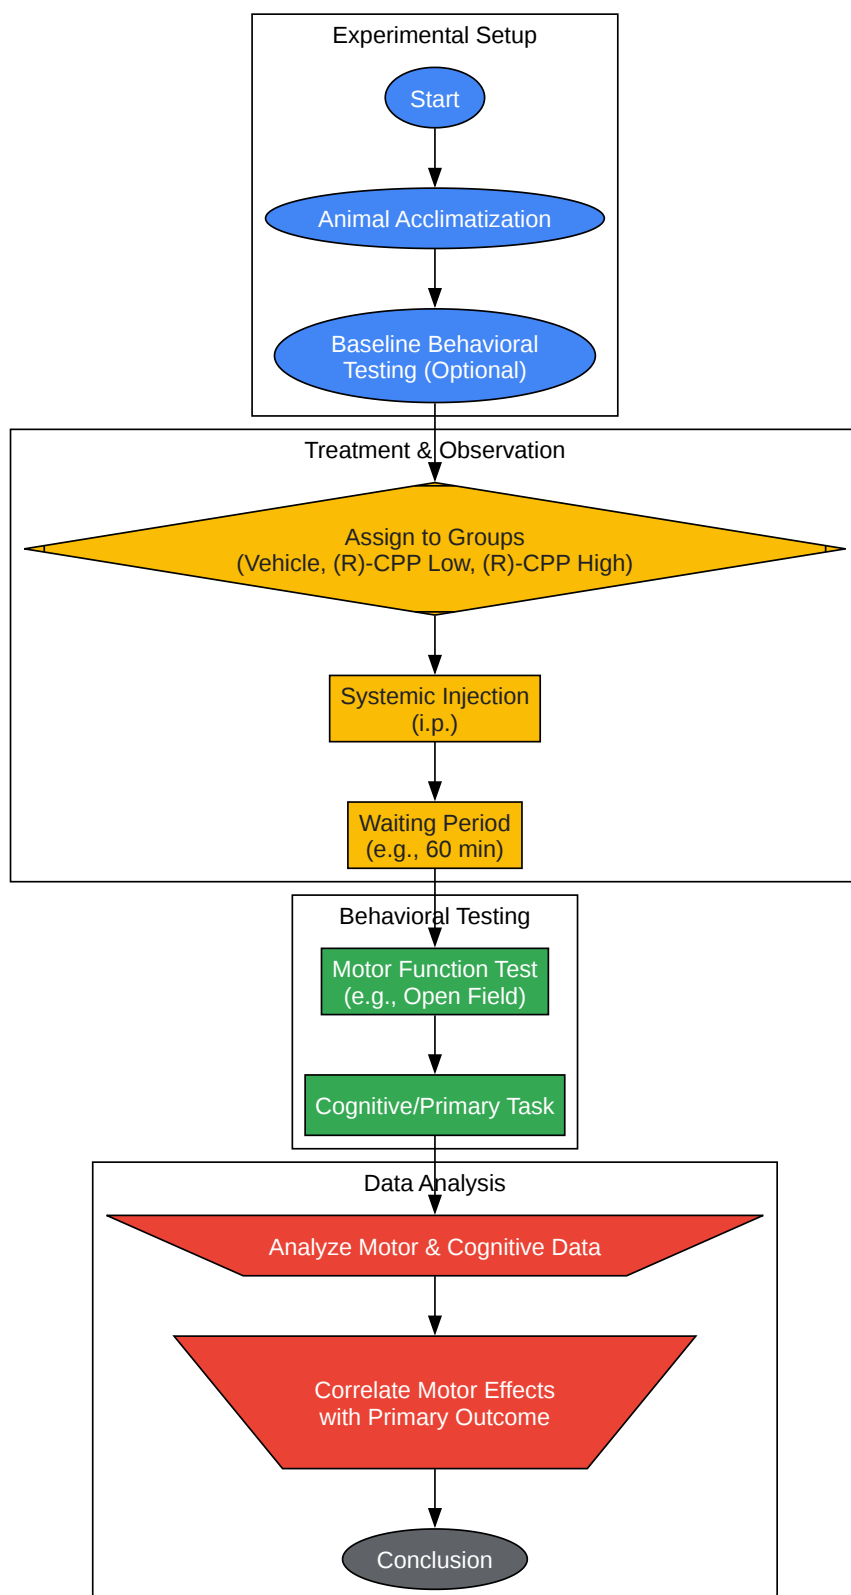 Experimental Setup
Start
Animal Acclimatization
Baseline Behavioral
Testing (Optional)
Treatment & Observation
Assign to Groups
(Vehicle, (R)-CPP Low, (R)-CPP High)
Systemic Injection
(i.p.)
Waiting Period
(e.g., 60 min)
Behavioral Testing
Motor Function Test
(e.g., Open Field)
Cognitive/Primary Task
Data Analysis
Analyze Motor & Cognitive Data
Correlate Motor Effects
with Primary Outcome
Conclusion